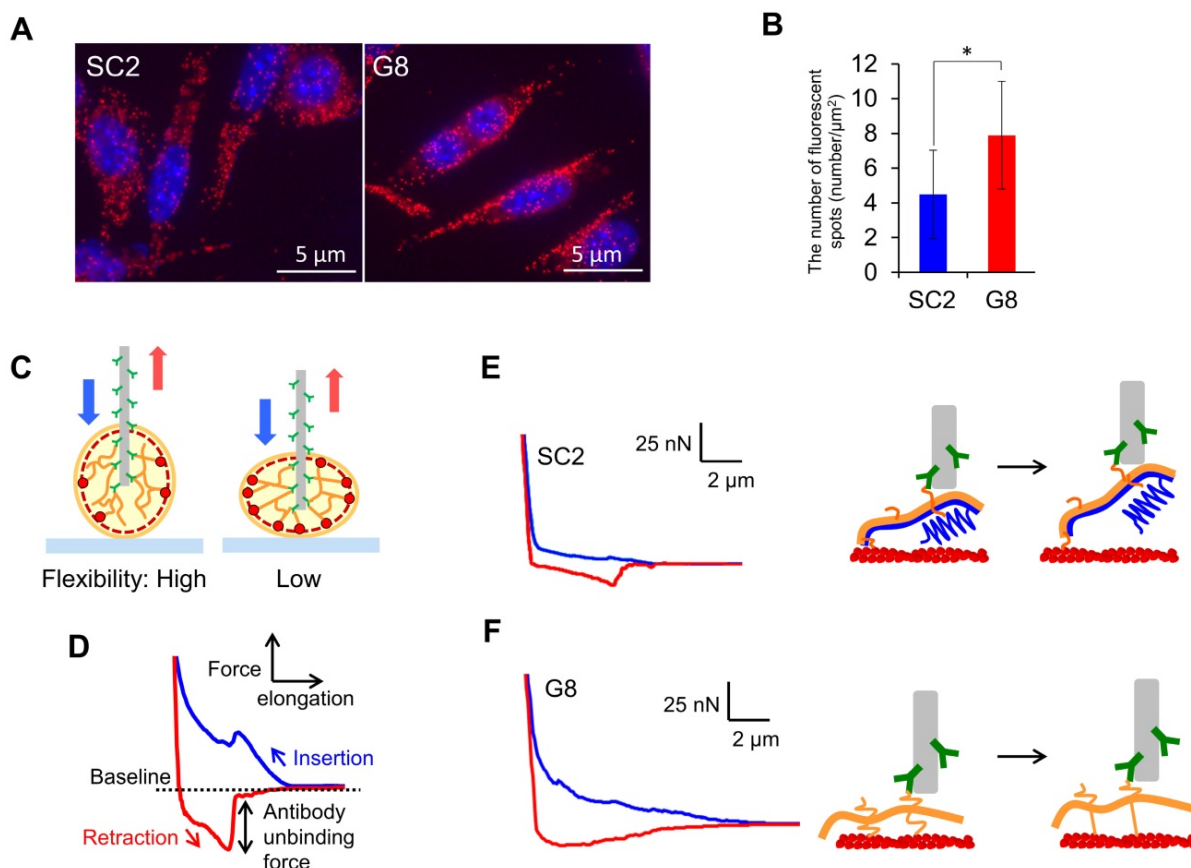 A
SC2
5 µm
G8
5 µm
B
The number of fluorescent
spots (number/µm²)
12
10
8
6
4
2
0
*
SC2
G8
C
Flexibility: High
Low
D
Force
elongation
Insertion
Baseline
Retraction
Antibody
unbinding
force
E
SC2
25 nN
2 µm
F
G8
25 nN
2 µm